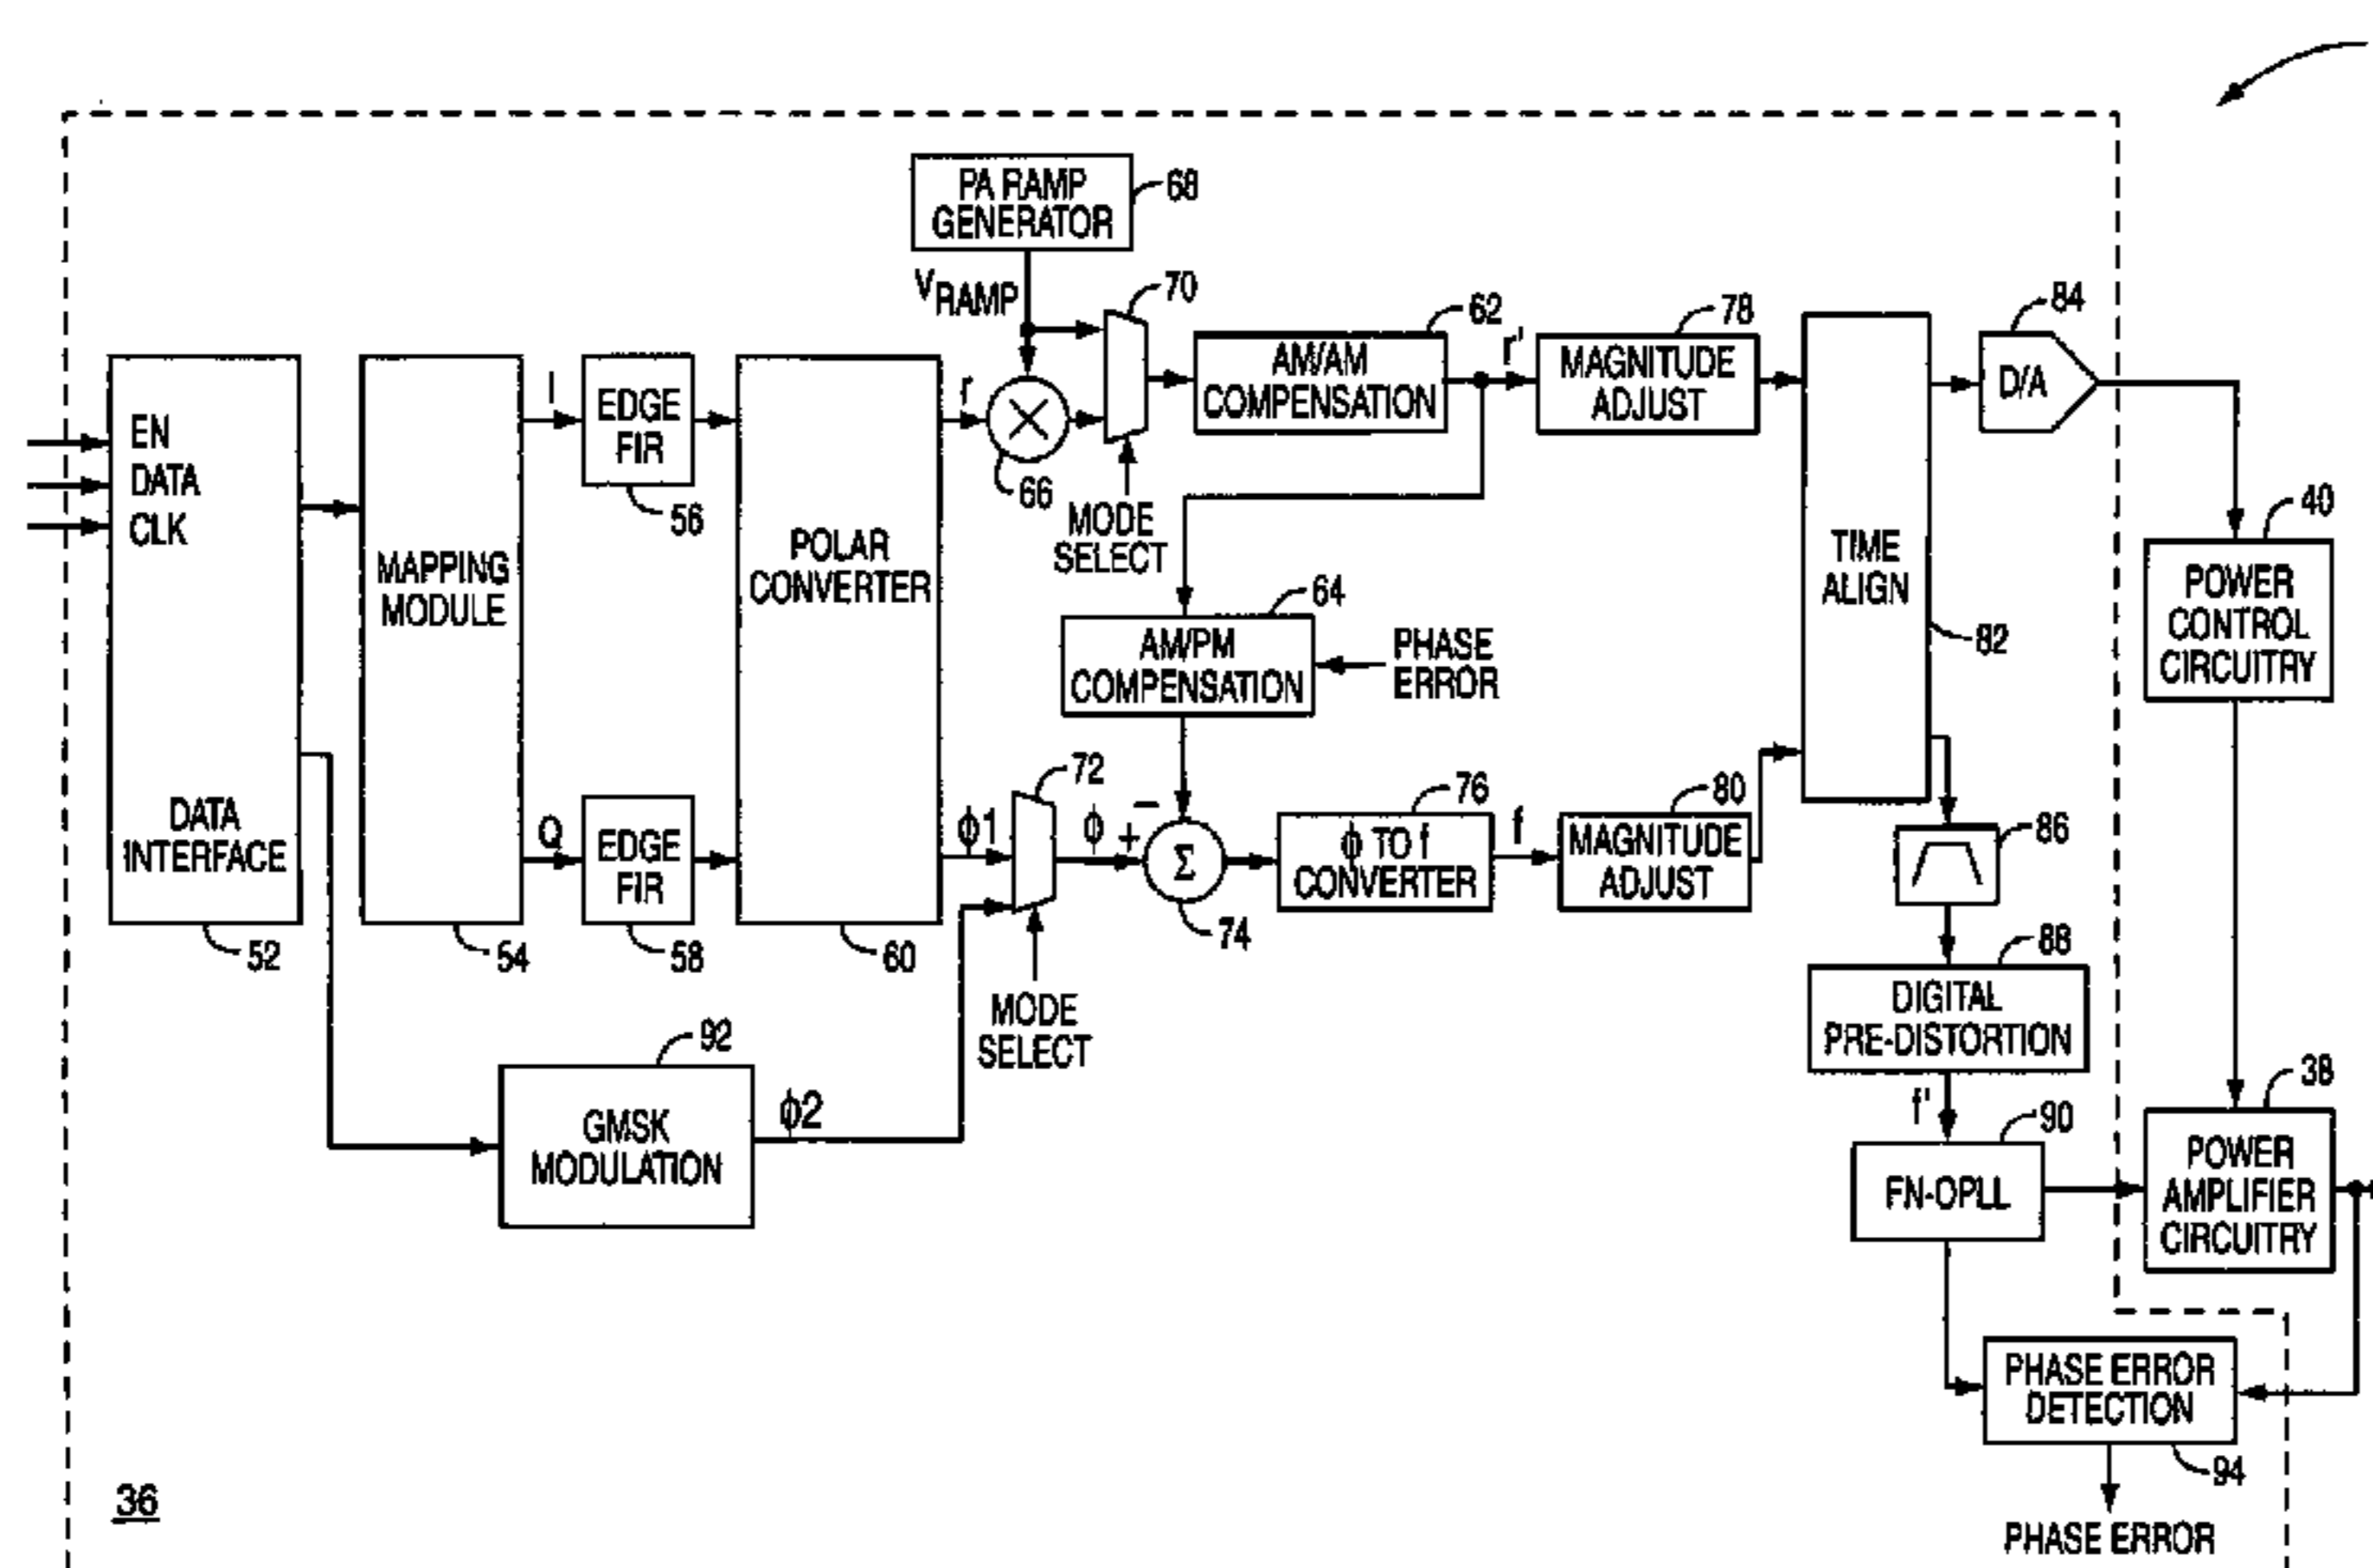 PA RAMP
GENERATOR
68
VRAMP
70
62
78
84
AM/AM
COMPENSATION
r'
MAGNITUDE
ADJUST
D/A
EN
DATA
CLK
I
EDGE
FIR
56
r
66
MODE
SELECT
40
MAPPING
MODULE
POLAR
CONVERTER
TIME
ALIGN
82
POWER
CONTROL
CIRCUITRY
64
AM/PM
COMPENSATION
PHASE
ERROR
72
76
80
DATA
INTERFACE
Q
EDGE
FIR
ϕ1
ϕ
−
+
Σ
ϕ TO f
CONVERTER
f
MAGNITUDE
ADJUST
86
52
54
58
60
74
88
MODE
SELECT
DIGITAL
PRE-DISTORTION
92
GMSK
MODULATION
ϕ2
f'
90
38
FN-OPLL
POWER
AMPLIFIER
CIRCUITRY
PHASE ERROR
DETECTION
94
36
PHASE ERROR